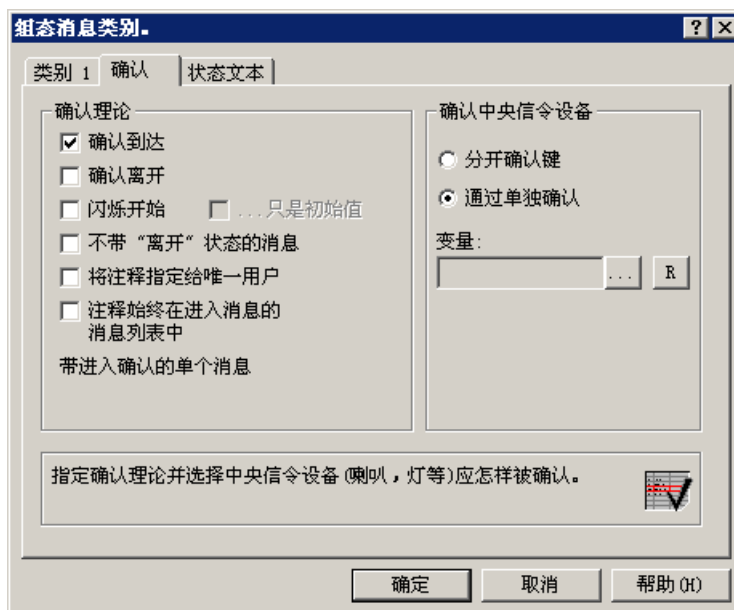 组态消息类别。
类别 1 确认 状态文本
确认理论
确认到达
确认离开
闪烁开始 ...只是初始值
不带“离开”状态的消息
将注释指定给唯一用户
注释始终在进入消息的
消息列表中
带进入确认的单个消息
确认中央信令设备
分开确认键
通过单独确认
变量:
... R
指定确认理论并选择中央信令设备(喇叭，灯等)应怎样被确认。
确定 取消 帮助(H)